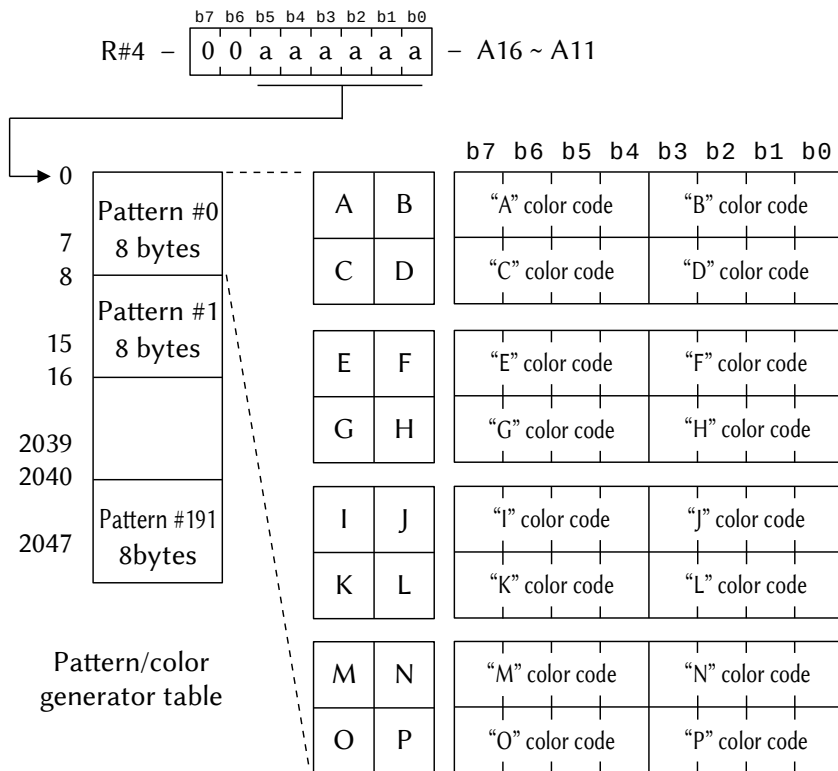 b7 b6 b5 b4 b3 b2 b1 b0
R#4 – 0 0 a a a a a a – A16 ~ A11
b7 b6 b5 b4 b3 b2 b1 b0
0
Pattern #0
8 bytes
7
8
Pattern #1
8 bytes
15
16
2039
2040
Pattern #191
8bytes
2047
Pattern/color
generator table
A B “A” color code “B” color code
C D “C” color code “D” color code
E F “E” color code “F” color code
G H “G” color code “H” color code
I J “I” color code “J” color code
K L “K” color code “L” color code
M N “M” color code “N” color code
O P “O” color code “P” color code